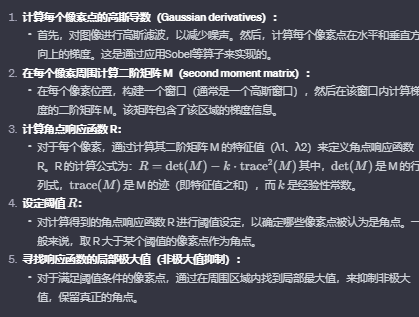 1. 计算每个像素点的高斯导数（Gaussian derivatives）：
• 首先，对图像进行高斯滤波，以减少噪声。然后，计算每个像素点在水平和垂直方
向上的梯度。这是通过应用Sobel等算子来实现的。
2. 在每个像素周围计算二阶矩阵 M（second moment matrix）：
• 在每个像素位置，构建一个窗口（通常是一个高斯窗口），然后在该窗口内计算梯
度的二阶矩阵 M。该矩阵包含了该区域的梯度信息。
3. 计算角点响应函数 R：
• 对于每个像素，通过计算其二阶矩阵 M 的特征值（λ1、λ2）来定义角点响应函数
R。R 的计算公式为：R = det(M) − k · trace²(M) 其中，det(M) 是 M 的行
列式，trace(M) 是 M 的迹（即特征值之和），而 k 是经验性常数。
4. 设定阈值 R：
• 对计算得到的角点响应函数 R 进行阈值设定，以确定哪些像素点被认为是角点。一
般来说，取 R 大于某个阈值的像素点作为角点。
5. 寻找响应函数的局部极大值（非极大值抑制）：
• 对于满足阈值条件的像素点，通过在周围区域内找到局部最大值，来抑制非极大
值，保留真正的角点。